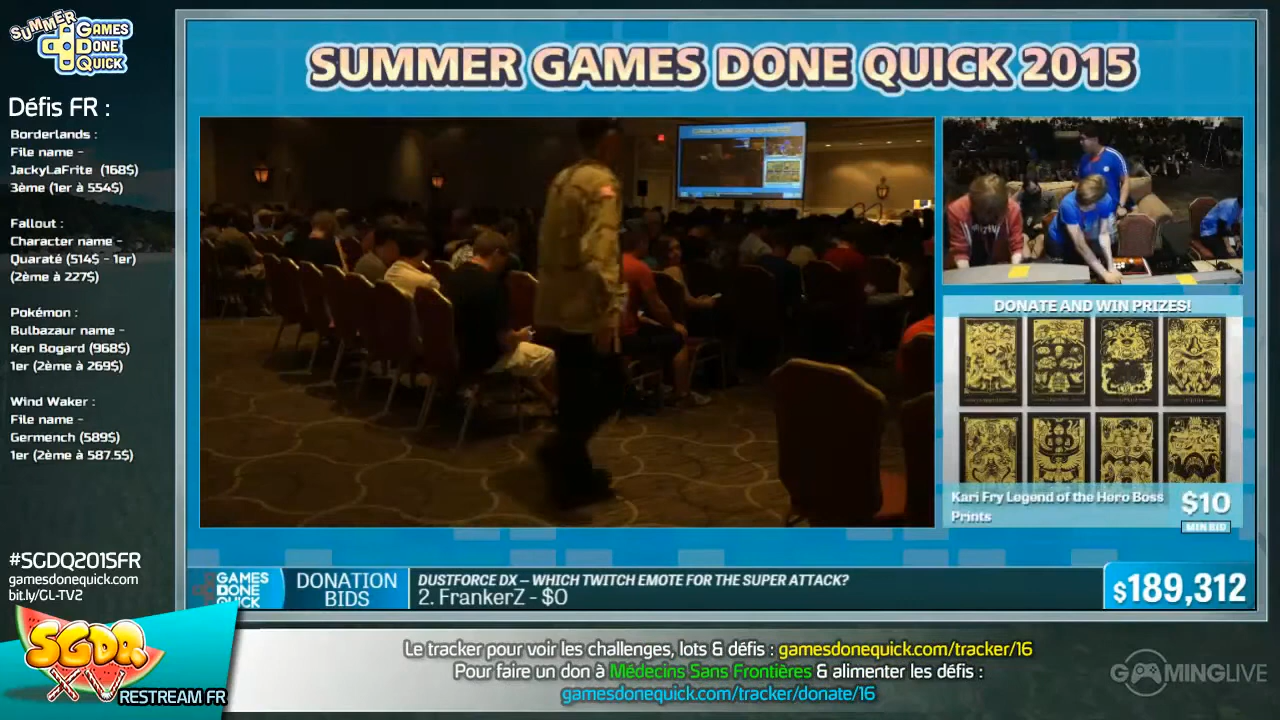 SUMMER
GAMES
DONE
QUICK
Défis FR :
Borderlands :
File name -
JackyLaFrite (168$)
3ème (1er à 554$)
Fallout :
Character name -
Quaraté (514$ - 1er)
(2ème à 227$)
Pokémon :
Bulbazaur name -
Ken Bogard (968$)
1er (2ème à 269$)
Wind Waker :
File name -
Germench (589$)
1er (2ème à 587.5$)
#SGDQ2015FR
gamesdonequick.com
bit.ly/GL-TV2
SGDQ
XV
RESTREAM FR
SUMMER GAMES DONE QUICK 2015
DONATE AND WIN PRIZES!
Kari Fry Legend of the Hero Boss
Prints
$10
MIN BID
GAMES
DONE
QUICK
DONATION
BIDS
DUSTFORCE DX – WHICH TWITCH EMOTE FOR THE SUPER ATTACK?
2. FrankerZ - $0
$189,312
Le tracker pour voir les challenges, lots & défis : gamesdonequick.com/tracker/16
Pour faire un don à Médecins Sans Frontières & alimenter les défis :
gamesdonequick.com/tracker/donate/16
GAMINGLIVE